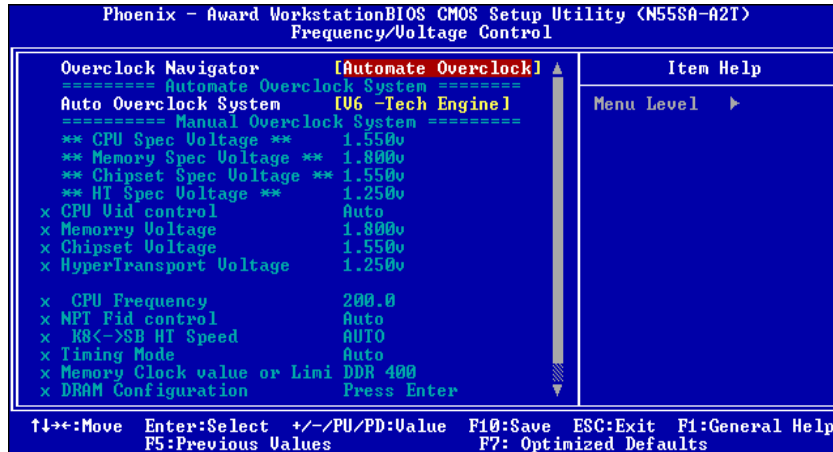 Phoenix - Award WorkstationBIOS CMOS Setup Utility (N55SA-A2T)
Frequency/Voltage Control
Overclock Navigator [Automate Overclock]
========= Automate Overclock System ========
Auto Overclock System [V6 -Tech Engine]
========== Manual Overclock System =========
** CPU Spec Voltage ** 1.550v
** Memory Spec Voltage ** 1.800v
** Chipset Spec Voltage ** 1.550v
** HT Spec Voltage ** 1.250v
x CPU Vid control Auto
x Memorry Voltage 1.800v
x Chipset Voltage 1.550v
x HyperTransport Voltage 1.250v
x CPU Frequency 200.0
x NPT Fid control Auto
x K8<->SB HT Speed AUTO
x Timing Mode Auto
x Memory Clock value or Limi DDR 400
x DRAM Configuration Press Enter
Item Help
Menu Level ▶
↑↓→←:Move Enter:Select +/-/PU/PD:Value F10:Save ESC:Exit F1:General Help
F5:Previous Values F7: Optimized Defaults